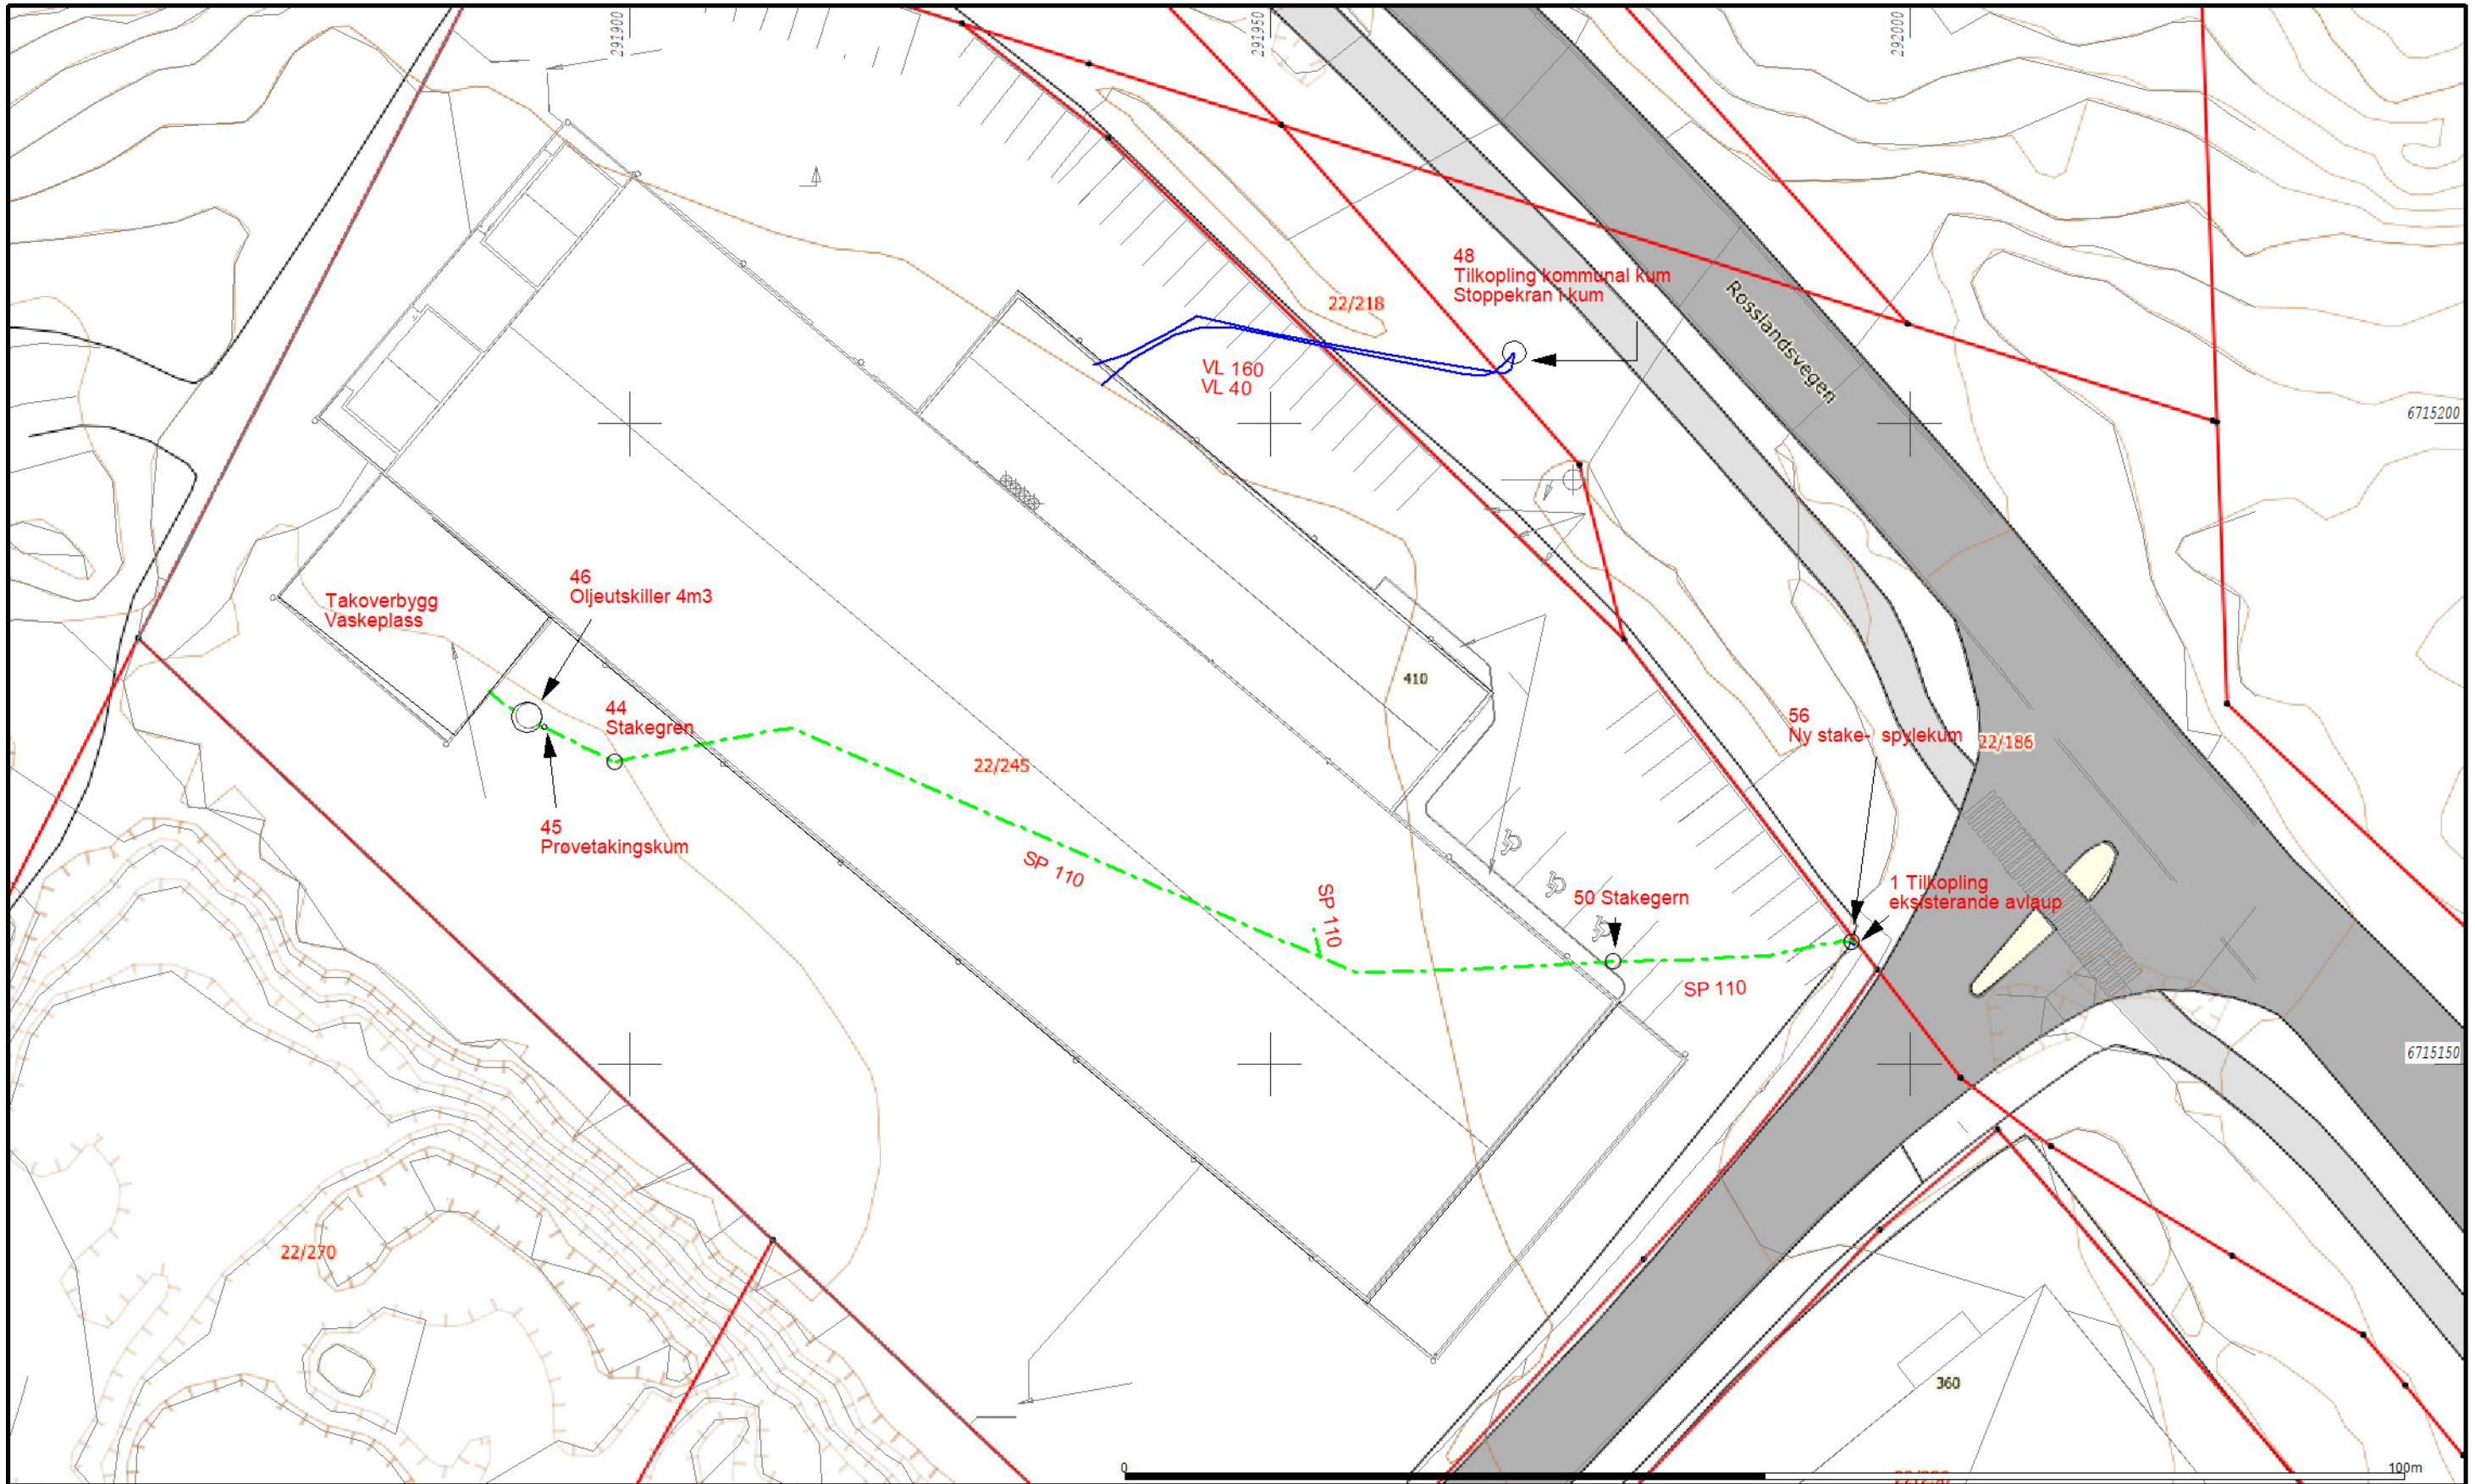 291900
291950
292000
48
Tilkopling kommunal kum
Stoppekran i kum
22/218
Rosslandsvegen
VL 160
VL 40
6715200
46
Oljeutskiller 4m3
Takoverbygg
Vaskeplass
410
44
Stakegren
56
Ny stake- spylekum
22/186
22/245
45
Prøvetakingskum
SP 110
SP 110
50 Stakegern
1 Tilkopling
eksisterande avlaup
SP 110
6715150
22/270
360
0
100m